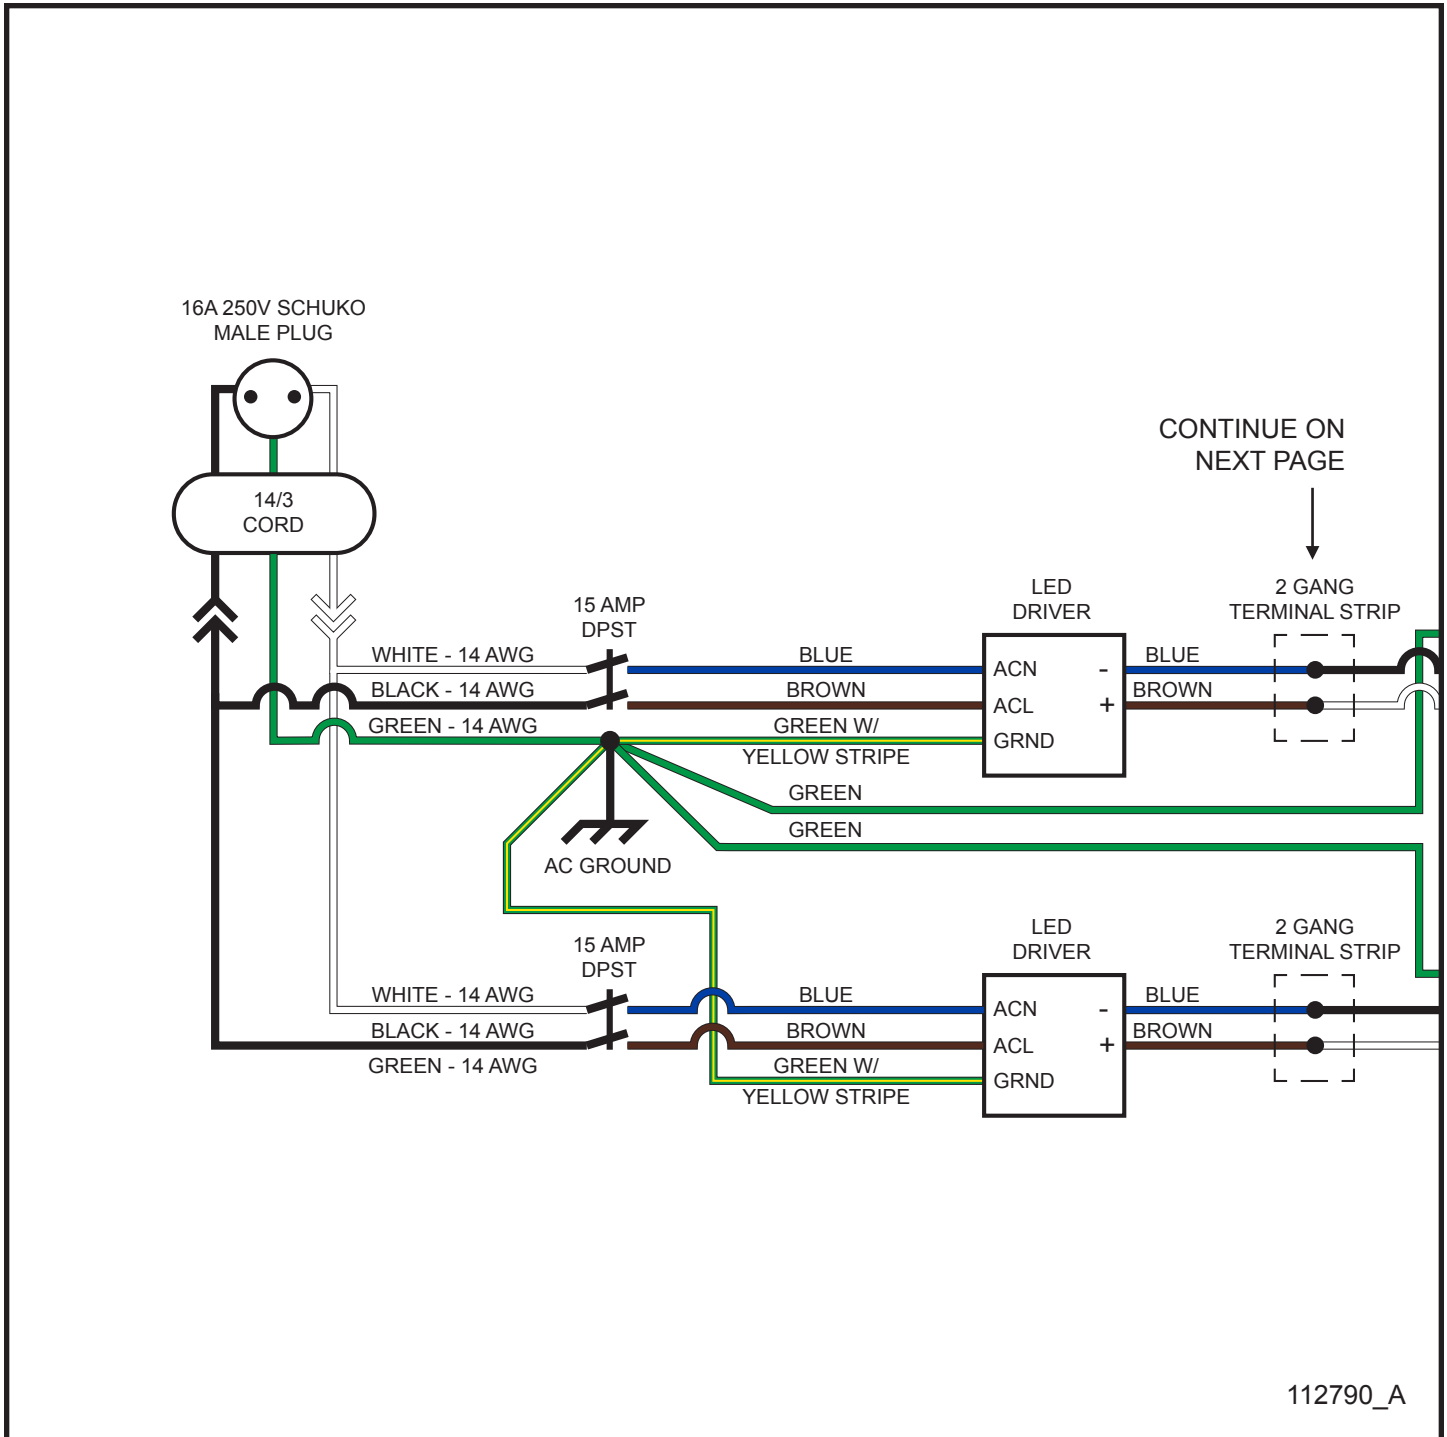 16A 250V SCHUKO
MALE PLUG
14/3
CORD
CONTINUE ON
NEXT PAGE
15 AMP
DPST
LED
DRIVER
2 GANG
TERMINAL STRIP
WHITE - 14 AWG
BLUE
ACN
-
BLUE
BLACK - 14 AWG
BROWN
ACL
+
BROWN
GREEN - 14 AWG
GREEN W/
YELLOW STRIPE
GRND
GREEN
GREEN
AC GROUND
15 AMP
DPST
LED
DRIVER
2 GANG
TERMINAL STRIP
WHITE - 14 AWG
BLUE
ACN
-
BLUE
BLACK - 14 AWG
BROWN
ACL
+
BROWN
GREEN - 14 AWG
GREEN W/
YELLOW STRIPE
GRND
112790_A